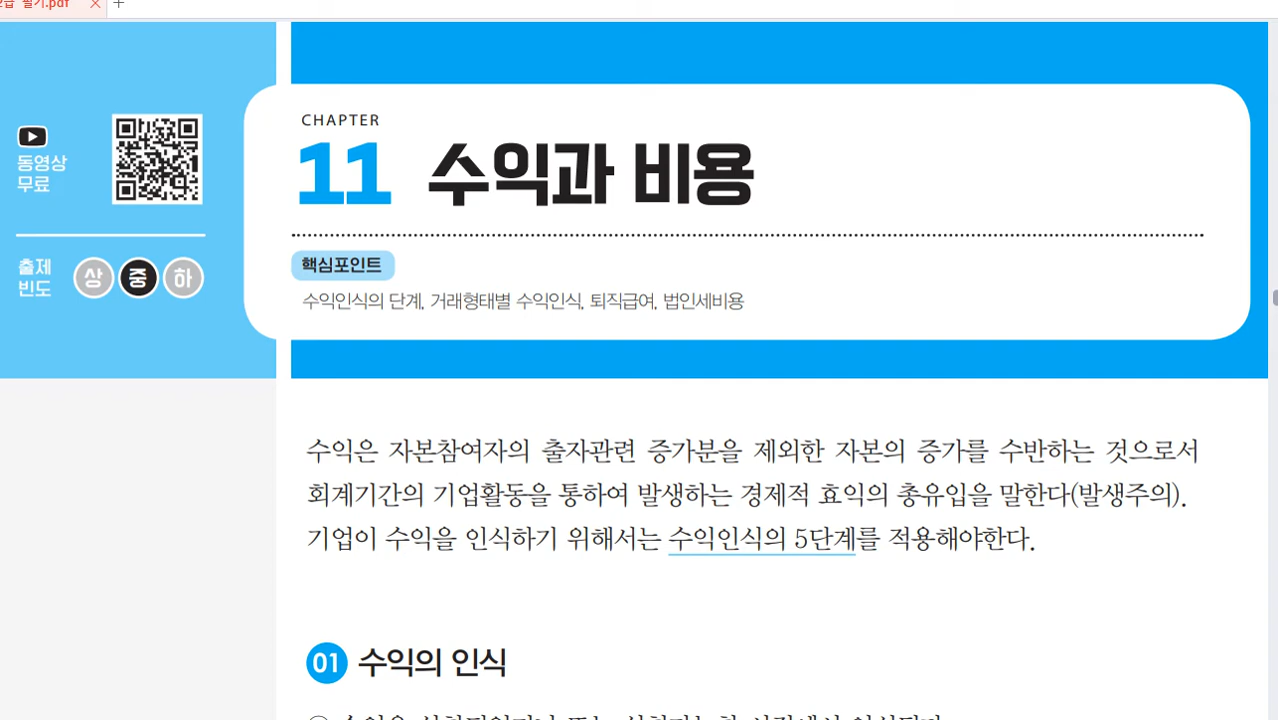 2급 필기.pdf
CHAPTER
11 수익과 비용
동영상
무료
출제
빈도
상 중 하
핵심포인트
수익인식의 단계, 거래형태별 수익인식, 퇴직급여, 법인세비용
수익은 자본참여자의 출자관련 증가분을 제외한 자본의 증가를 수반하는 것으로서
회계기간의 기업활동을 통하여 발생하는 경제적 효익의 총유입을 말한다(발생주의).
기업이 수익을 인식하기 위해서는 수익인식의 5단계를 적용해야한다.
01 수익의 인식